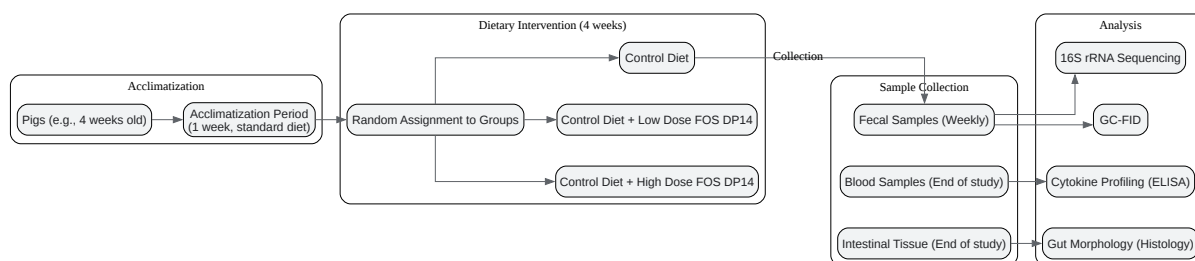 Acclimatization
Pigs (e.g., 4 weeks old)
Acclimatization Period
(1 week, standard diet)
Dietary Intervention (4 weeks)
Random Assignment to Groups
Control Diet
Control Diet + Low Dose FOS DP14
Control Diet + High Dose FOS DP14
Collection
Sample Collection
Fecal Samples (Weekly)
Blood Samples (End of study)
Intestinal Tissue (End of study)
Analysis
16S rRNA Sequencing
GC-FID
Cytokine Profiling (ELISA)
Gut Morphology (Histology)